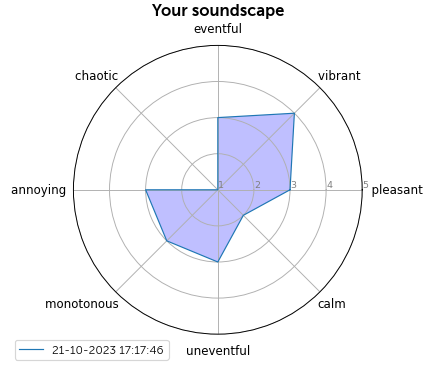 Your soundscape
eventful
chaotic
vibrant
annoying
1 2 3 4 5
pleasant
monotonous
calm
uneventful
21-10-2023 17:17:46